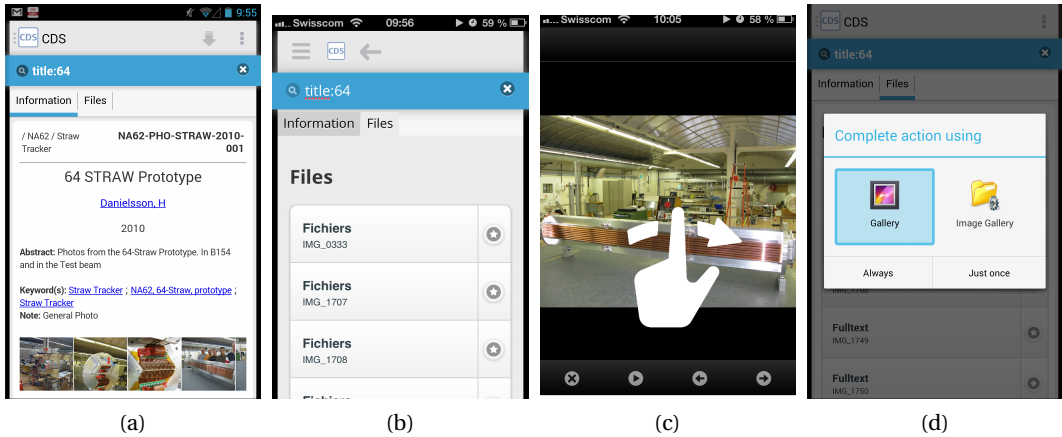 9:55
CDS CDS
title:64
Information Files
/ NA62 / Straw Tracker
NA62-PHO-STRAW-2010-001
64 STRAW Prototype
Danielsson, H
2010
Abstract: Photos from the 64-Straw Prototype. In B154
and in the Test beam
Keyword(s): Straw Tracker ; NA62, 64-Straw, prototype ;
Straw Tracker
Note: General Photo
(a)
Swisscom 09:56 59 %
CDS
title:64
Information Files
Files
Fichiers
IMG_0333
Fichiers
IMG_1707
Fichiers
IMG_1708
(b)
... Swisscom 10:05 58 %
(c)
CDS CDS
title:64
Information Files
Complete action using
Gallery Image Gallery
Always Just once
IMG_1708
Fulltext
IMG_1749
Fulltext
IMG_1750
(d)